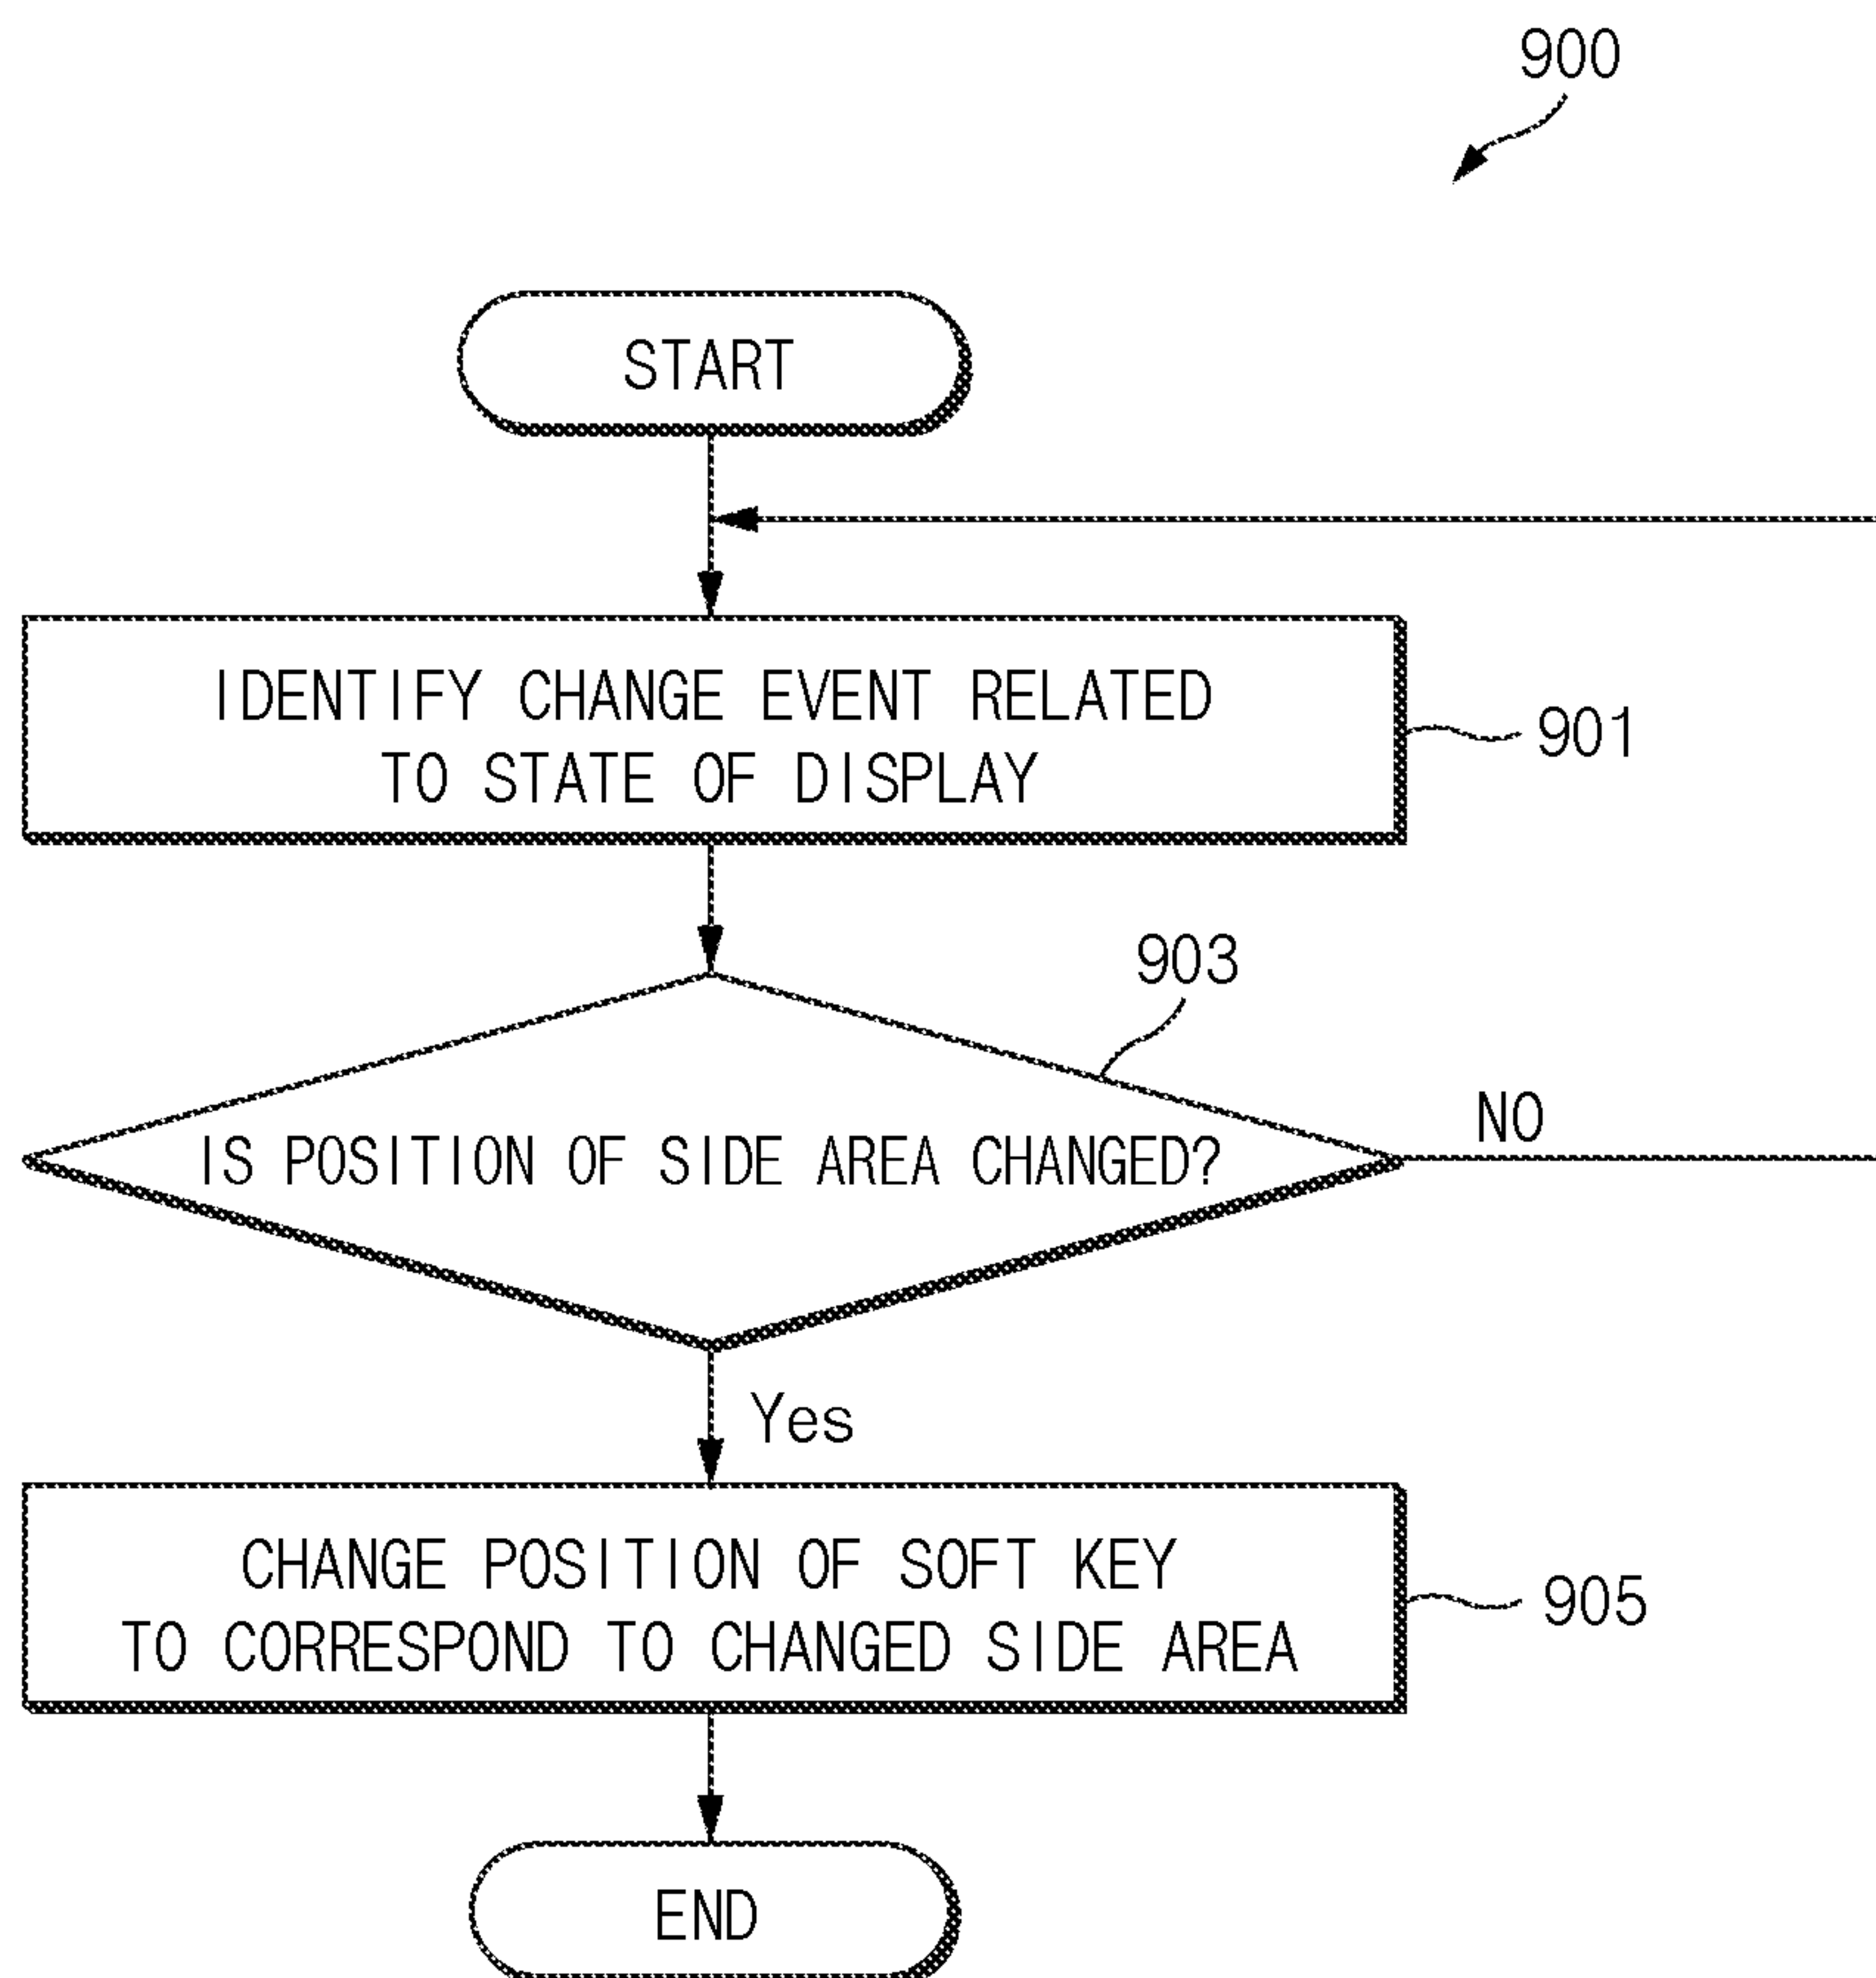 900
START
IDENTIFY CHANGE EVENT RELATED
TO STATE OF DISPLAY
901
903
IS POSITION OF SIDE AREA CHANGED?
NO
Yes
CHANGE POSITION OF SOFT KEY
TO CORRESPOND TO CHANGED SIDE AREA
905
END